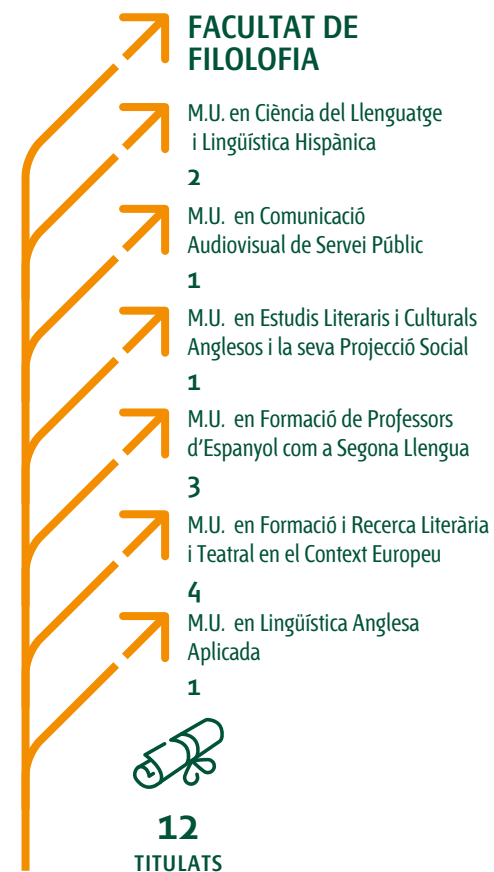 FACULTAT DE
FILOLOFIA
M.U. en Ciència del Llenguatge
i Lingüística Hispànica
2
M.U. en Comunicació
Audiovisual de Servei Públic
1
M.U. en Estudis Literaris i Culturals
Anglesos i la seva Projecció Social
1
M.U. en Formació de Professors
d'Espanyol com a Segona Llengua
3
M.U. en Formació i Recerca Literària
i Teatral en el Context Europeu
4
M.U. en Lingüística Anglesa
Aplicada
1
12
TITULATS